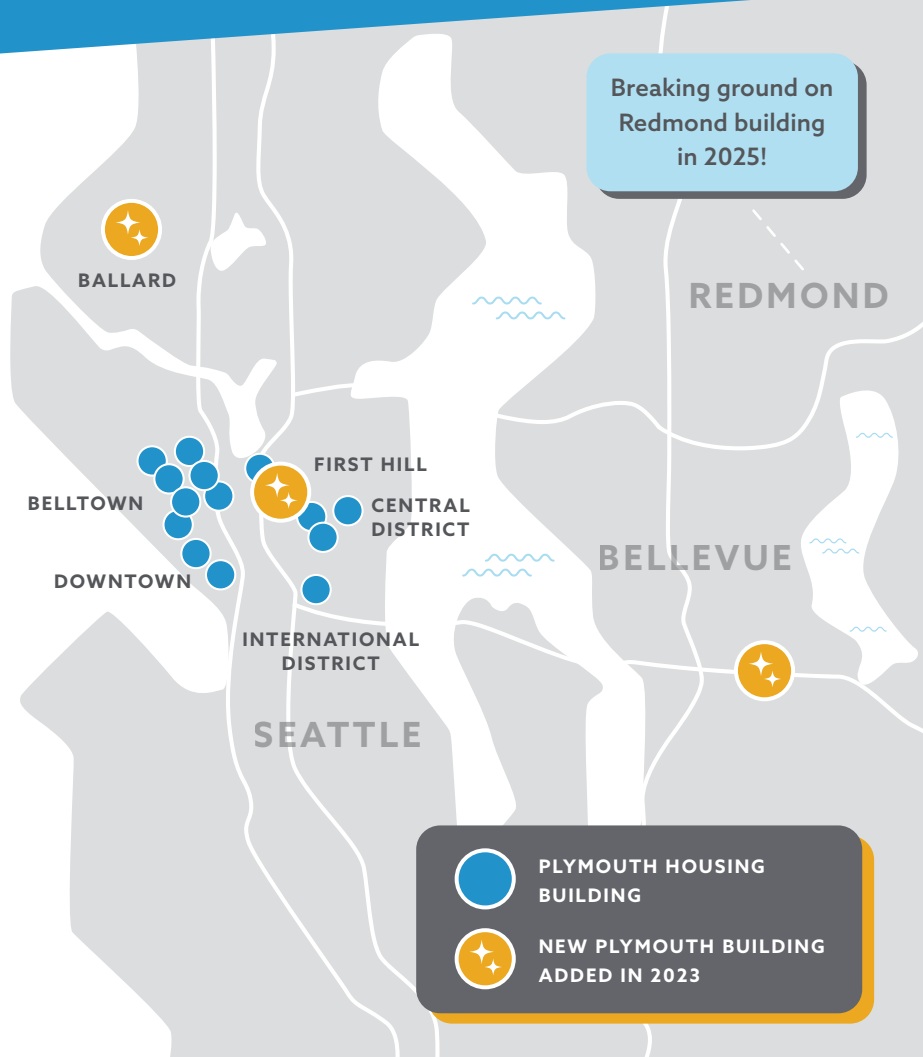 Breaking ground on
Redmond building
in 2025!
BALLARD
REDMOND
FIRST HILL
BELLTOWN
CENTRAL
DISTRICT
BELLEVUE
DOWNTOWN
INTERNATIONAL
DISTRICT
SEATTLE
PLYMOUTH HOUSING
BUILDING
NEW PLYMOUTH BUILDING
ADDED IN 2023